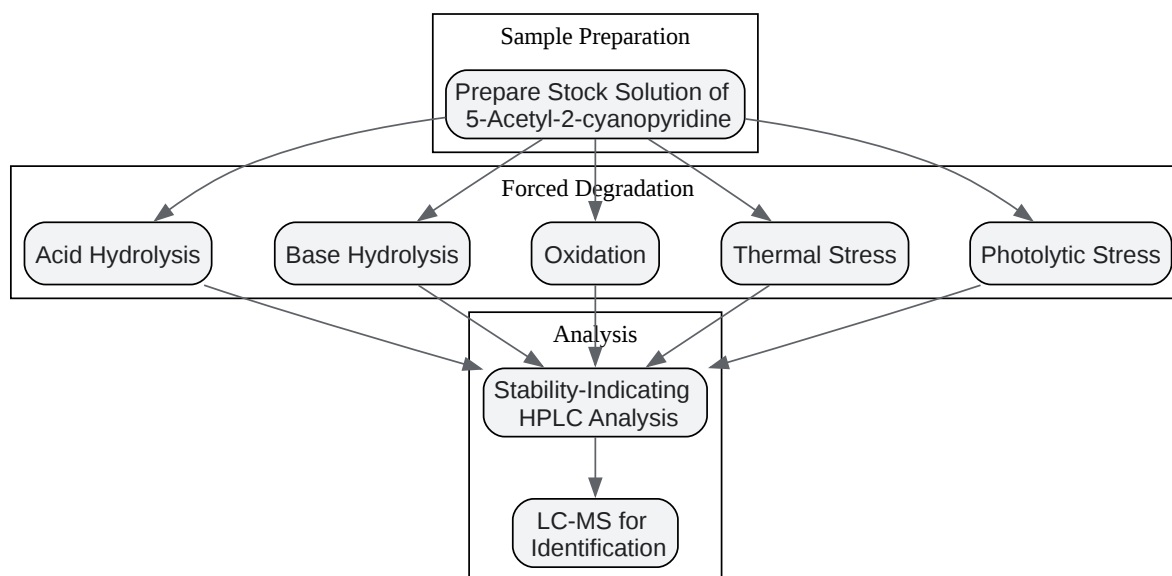 Sample Preparation
Prepare Stock Solution of
5-Acetyl-2-cyanopyridine
Forced Degradation
Acid Hydrolysis
Base Hydrolysis
Oxidation
Thermal Stress
Photolytic Stress
Analysis
Stability-Indicating
HPLC Analysis
LC-MS for
Identification